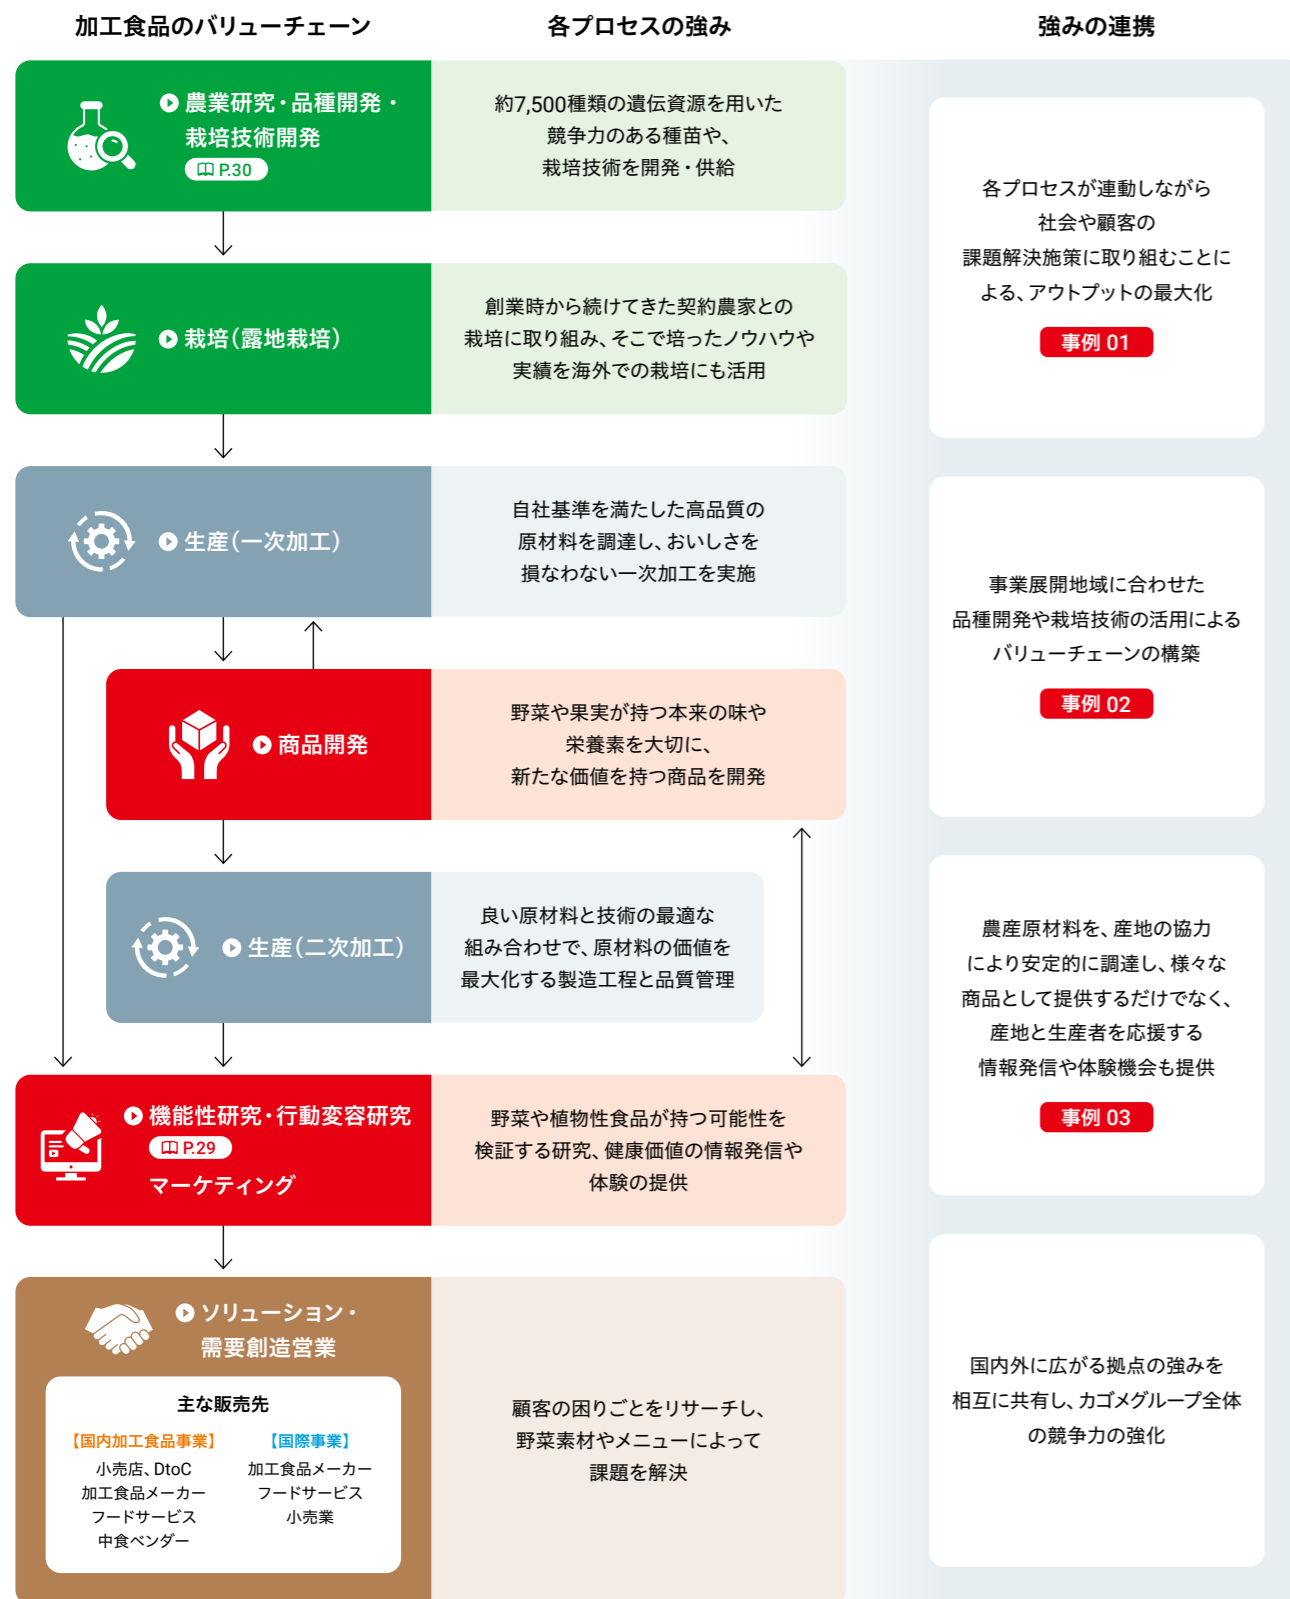 加工食品のバリューチェーン
各プロセスの強み
強みの連携
農業研究・品種開発・
栽培技術開発
P.30
約7,500種類の遺伝資源を用いた
競争力のある種苗や、
栽培技術を開発・供給
栽培(露地栽培)
創業時から続けてきた契約農家との
栽培に取り組み、そこで培ったノウハウや
実績を海外での栽培にも活用
生産(一次加工)
自社基準を満たした高品質の
原材料を調達し、おいしさを
損なわない一次加工を実施
商品開発
野菜や果実が持つ本来の味や
栄養素を大切に、
新たな価値を持つ商品を開発
生産(二次加工)
良い原材料と技術の最適な
組み合わせで、原材料の価値を
最大化する製造工程と品質管理
機能性研究・行動変容研究
P.29
マーケティング
野菜や植物性食品が持つ可能性を
検証する研究、健康価値の情報発信や
体験の提供
ソリューション・
需要創造営業
主な販売先
【国内加工食品事業】
小売店、DtoC
加工食品メーカー
フードサービス
中食ベンダー
【国際事業】
加工食品メーカー
フードサービス
小売業
顧客の困りごとをリサーチし、
野菜素材やメニューによって
課題を解決
各プロセスが連動しながら
社会や顧客の
課題解決施策に取り組むことに
よる、アウトプットの最大化
事例 01
事業展開地域に合わせた
品種開発や栽培技術の活用による
バリューチェーンの構築
事例 02
農産原材料を、産地の協力
により安定的に調達し、様々な
商品として提供するだけでなく、
産地と生産者を応援する
情報発信や体験機会も提供
事例 03
国内外に広がる拠点の強みを
相互に共有し、カゴメグループ全体
の競争力の強化